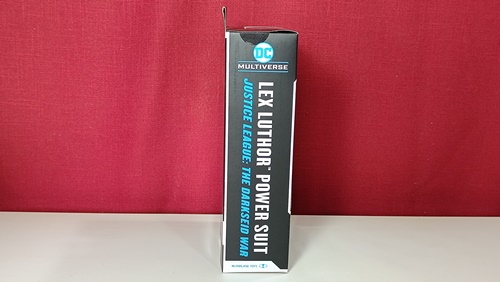 DC
MULTIVERSE
LEX LUTHOR™ POWER SUIT
JUSTICE LEAGUE: THE DARKSEID WAR